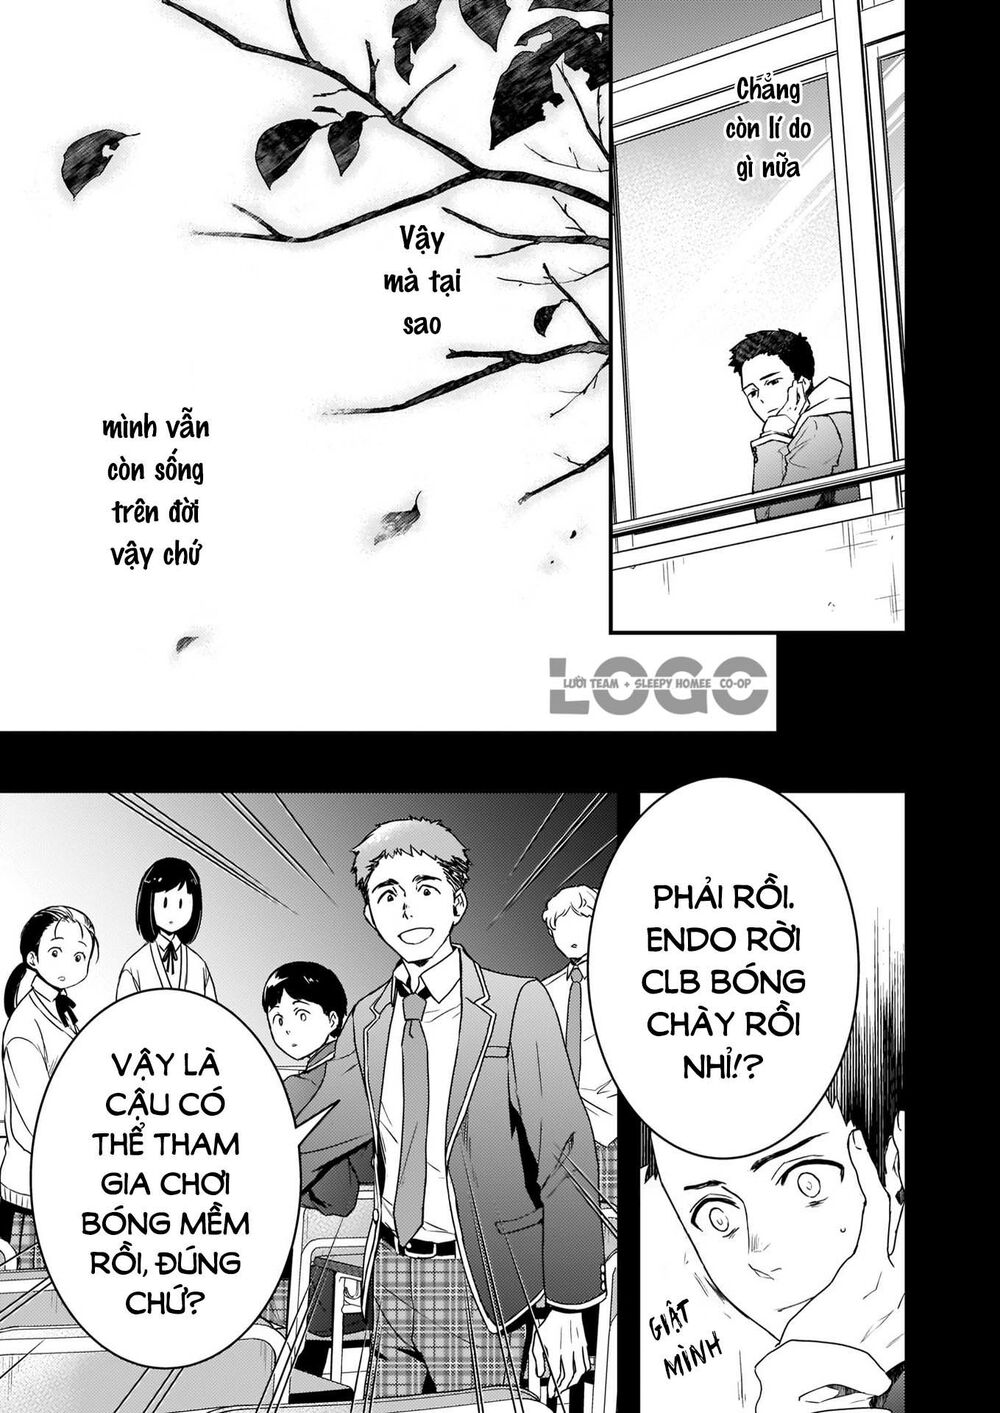 Chẳng
còn lí do
gì nữa
Vậy
mà tại
sao
mình vẫn
còn sống
trên đời
vậy chứ
LOGO
LƯỜI TEAM + SLEEPY HOMEE CO-OP
PHẢI RỒI.
ENDO RỜI
CLB BÓNG
CHÀY RỒI
NHỈ!?
GIẬT
MÌNH
VẬY LÀ
CẬU CÓ
THỂ THAM
GIA CHƠI
BÓNG MỀM
RỒI, ĐÚNG
CHỨ?